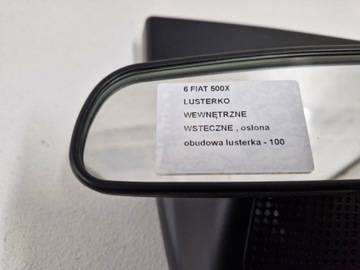 6 FIAT 500X
LUSTERKO
WEWNĘTRZNE
WSTECZNE , osłona
obudowa lusterka - 100